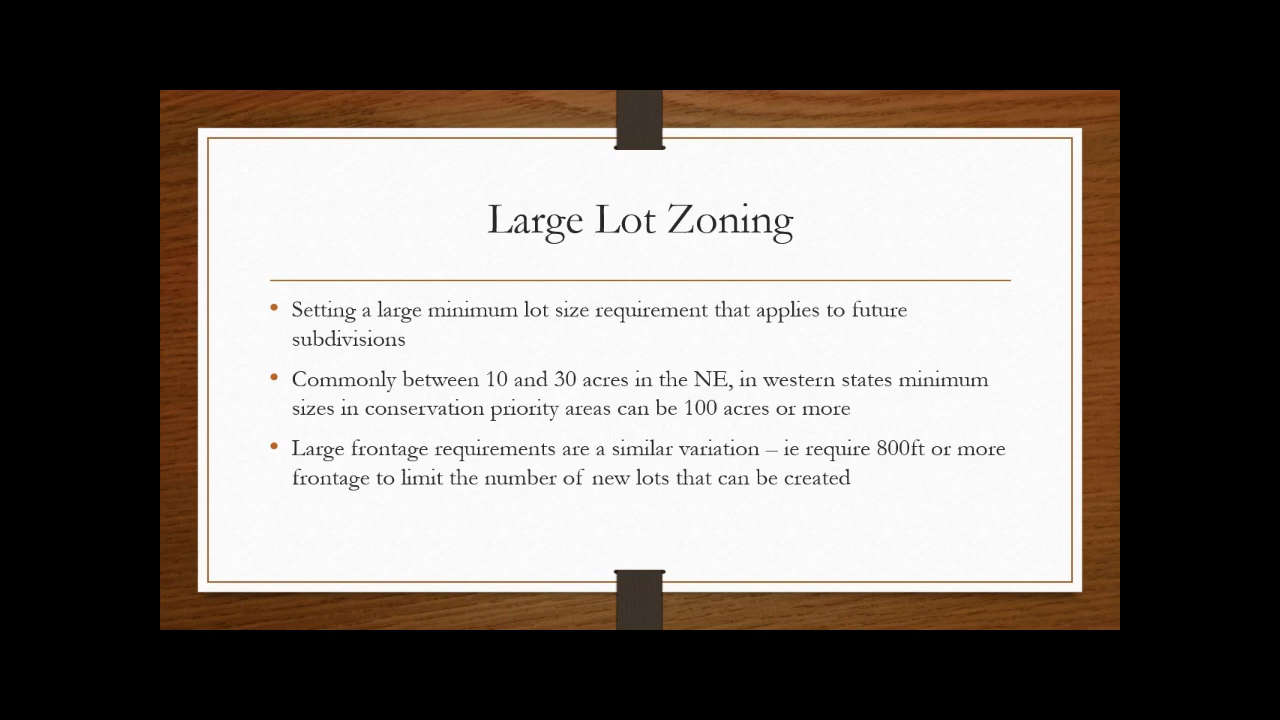 Large Lot Zoning
• Setting a large minimum lot size requirement that applies to future
subdivisions
• Commonly between 10 and 30 acres in the NE, in western states minimum
sizes in conservation priority areas can be 100 acres or more
• Large frontage requirements are a similar variation – ie require 800ft or more
frontage to limit the number of new lots that can be created